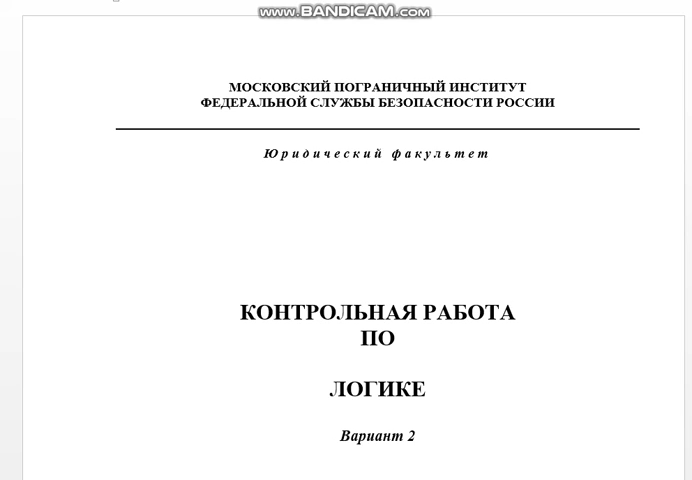 www.BANDICAM.com
МОСКОВСКИЙ ПОГРАНИЧНЫЙ ИНСТИТУТ
ФЕДЕРАЛЬНОЙ СЛУЖБЫ БЕЗОПАСНОСТИ РОССИИ
Юридический факультет
КОНТРОЛЬНАЯ РАБОТА
ПО
ЛОГИКЕ
Вариант 2